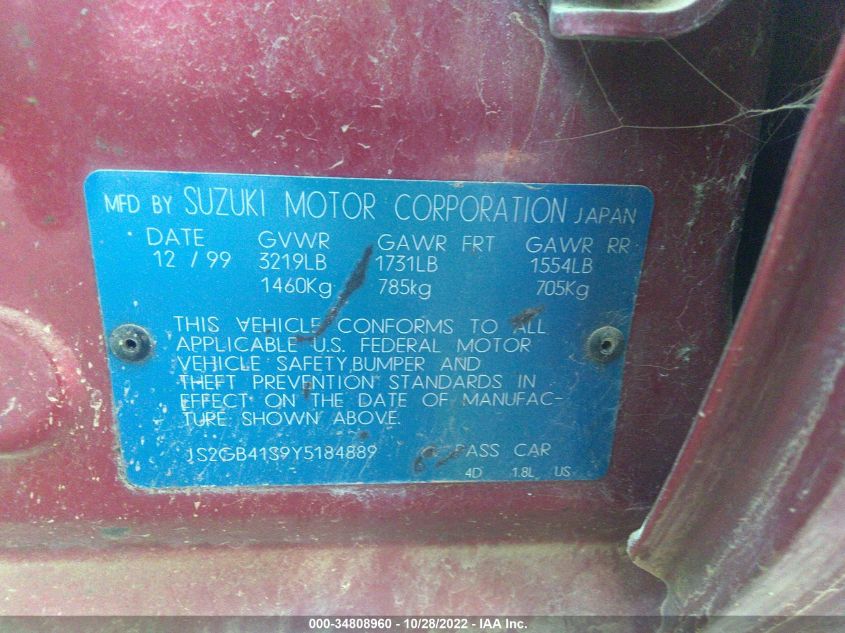 MFD BY SUZUKI MOTOR CORPORATION JAPAN
DATE GVWR GAWR FRT GAWR RR
12 / 99 3219LB 1731LB 1554LB
1460Kg 785kg 705Kg
THIS VEHICLE CONFORMS TO ALL
APPLICABLE U.S. FEDERAL MOTOR
VEHICLE SAFETY,BUMPER AND
THEFT PREVENTION STANDARDS IN
EFFECT ON THE DATE OF MANUFAC-
TURE SHOWN ABOVE.
JS2GB41S9Y5184889 PASS CAR
4D 1.8L US
000-34808960 - 10/28/2022 - IAA Inc.